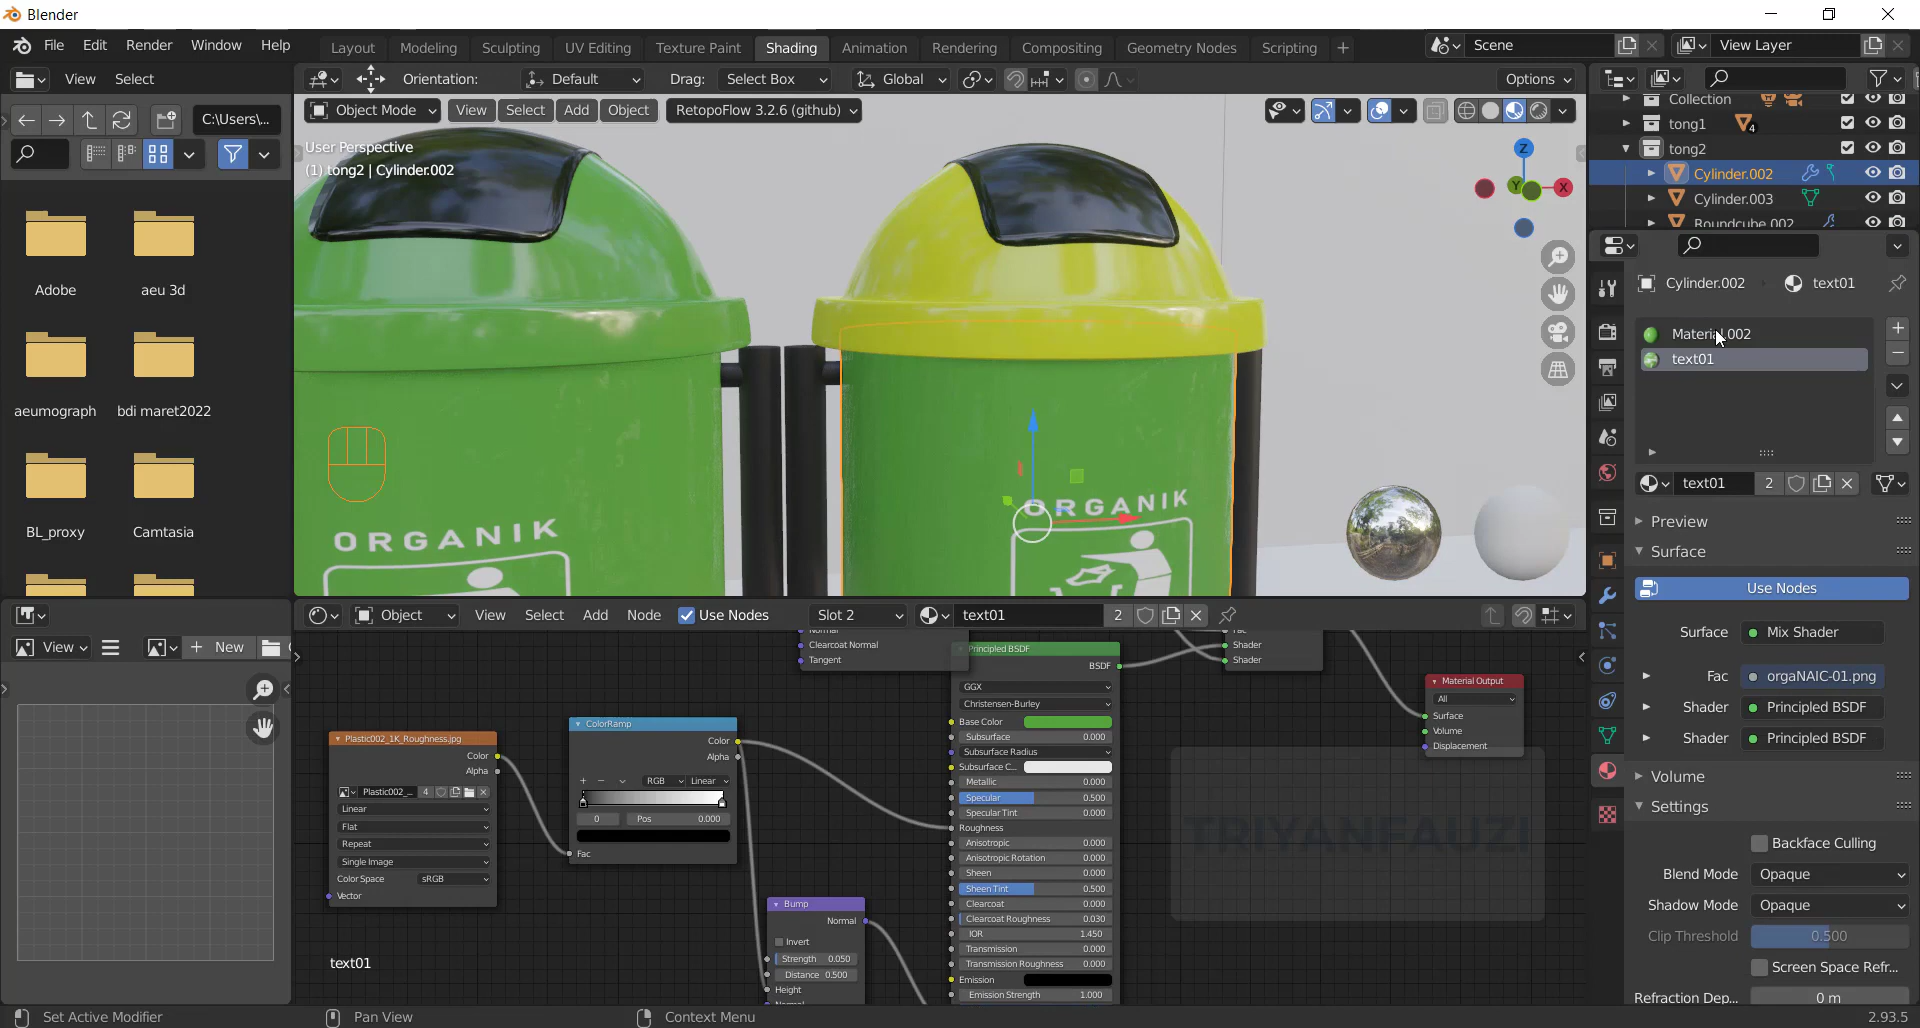 Blender
File Edit Render Window Help Layout Modeling Sculpting UV Editing Texture Paint Shading Animation Rendering Compositing Geometry Nodes Scripting + Scene View Layer
View Select Orientation: Default Drag: Select Box Global Options
C:\Users\... Object Mode View Select Add Object RetopoFlow 3.2.6 (github)
User Perspective
(1) tong2 | Cylinder.002
Adobe aeu 3d
aeumograph bdi maret2022
BL_proxy Camtasia
ORGANIK
ORGANIK
Z
Y
X
Collection
tong1 4
tong2
Cylinder.002
Cylinder.003
Roundcube.002
Cylinder.002 text01
Material.002
text01
text01 2
Preview
Surface
Use Nodes
Surface Mix Shader
Fac orgaNAIC-01.png
Shader Principled BSDF
Shader Principled BSDF
Volume
Settings
Backface Culling
Blend Mode Opaque
Shadow Mode Opaque
Clip Threshold 0.500
Screen Space Refr...
Refraction Dep... 0 m
Object View Select Add Node Use Nodes Slot 2 text01 2
View + New
Normal
Clearcoat Normal
Tangent
Fac
Shader
Shader
Plastic002_1K_Roughness.jpg
Color
Alpha
Plastic002_... 4
Linear
Flat
Repeat
Single Image
Color Space sRGB
Vector
ColorRamp
Color
Alpha
+ − RGB Linear
0 Pos 0.000
Fac
Bump
Normal
Invert
Strength 0.050
Distance 0.500
Height
Normal
Principled BSDF
BSDF
GGX
Christensen-Burley
Base Color
Subsurface 0.000
Subsurface Radius
Subsurface C...
Metallic 0.000
Specular 0.500
Specular Tint 0.000
Roughness
Anisotropic 0.000
Anisotropic Rotation 0.000
Sheen 0.000
Sheen Tint 0.500
Clearcoat 0.000
Clearcoat Roughness 0.030
IOR 1.450
Transmission 0.000
Transmission Roughness 0.000
Emission
Emission Strength 1.000
Material Output
All
Surface
Volume
Displacement
TRIYANFAUZI
text01
Set Active Modifier Pan View Context Menu 2.93.5